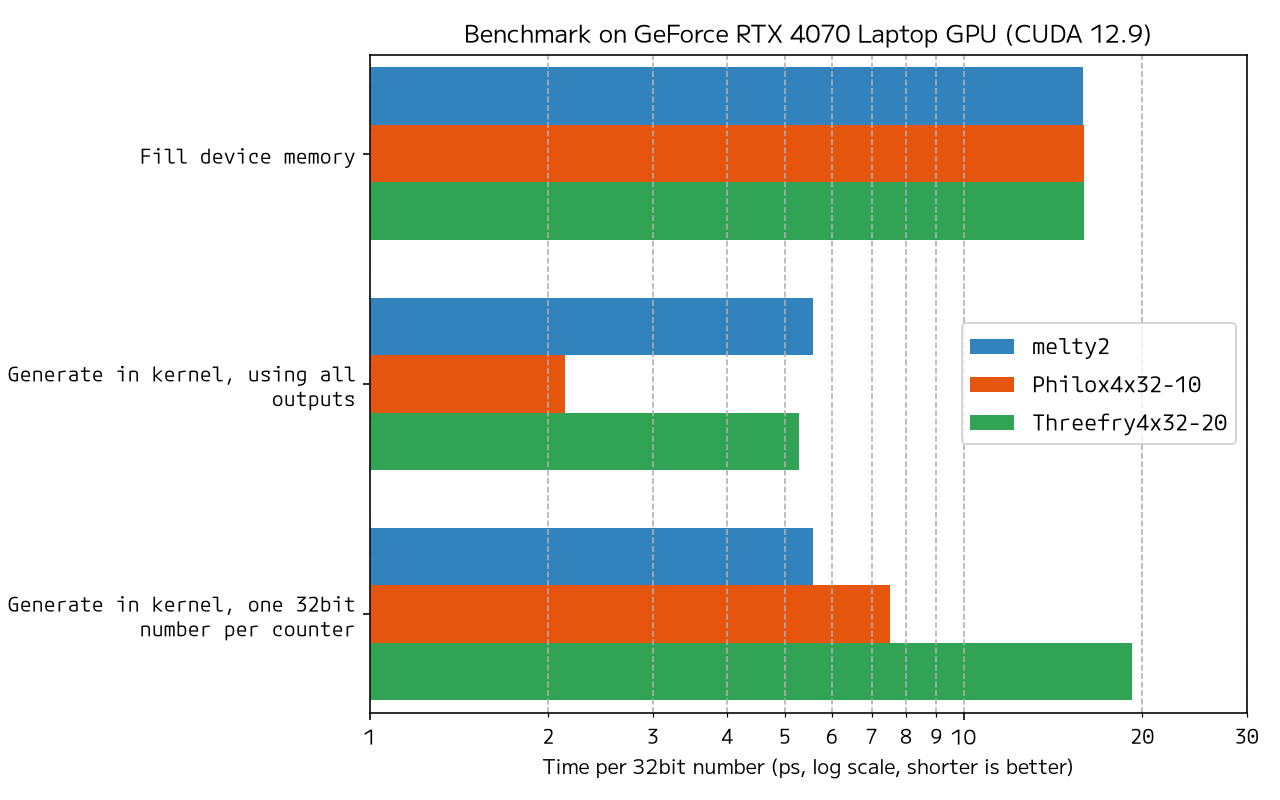 Benchmark on GeForce RTX 4070 Laptop GPU (CUDA 12.9)
Fill device memory
Generate in kernel, using all
outputs
Generate in kernel, one 32bit
number per counter
melty2
Philox4x32-10
Threefry4x32-20
1 2 3 4 5 6 7 8 9 10 20 30
Time per 32bit number (ps, log scale, shorter is better)